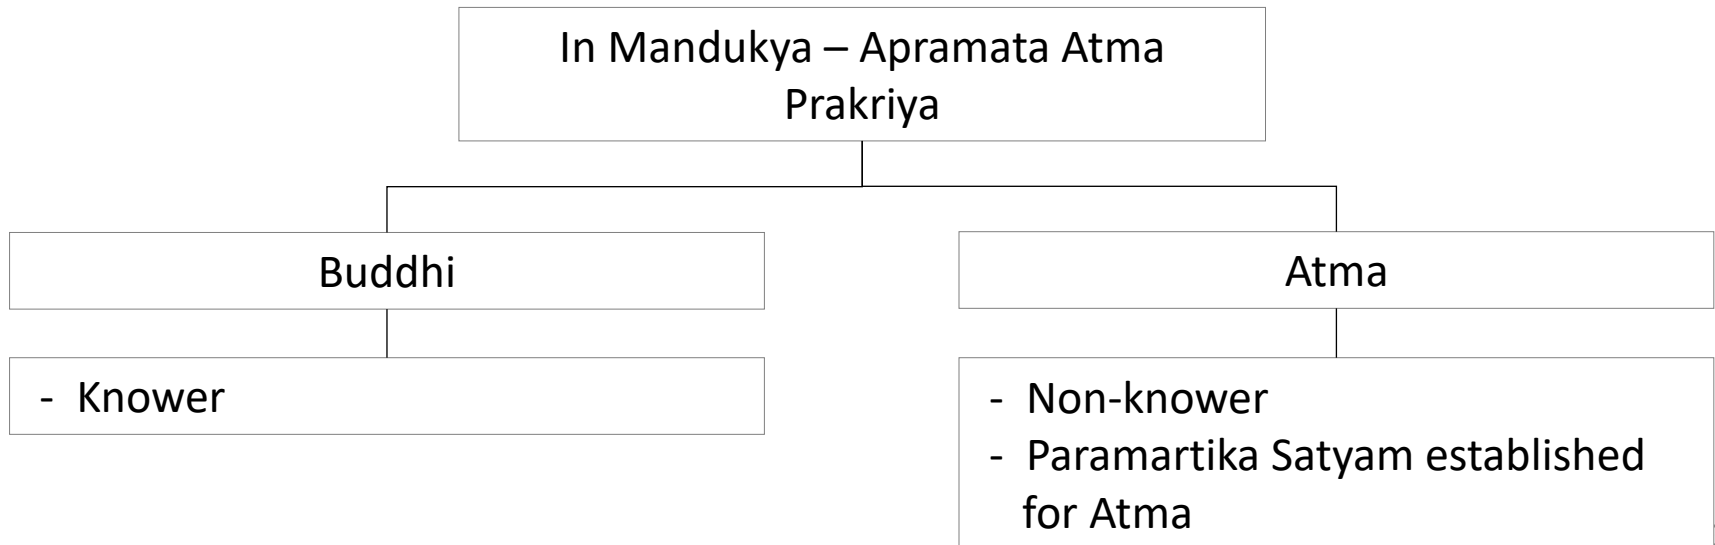 In Mandukya – Apramata Atma
Prakriya
Buddhi
Atma
- Knower
- Non-knower
- Paramartika Satyam established
for Atma